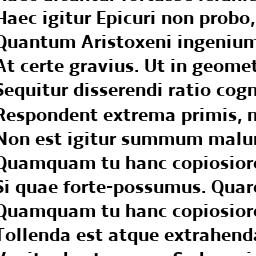 Haec igitur Epicuri non probo,
Quantum Aristoxeni ingenium
At certe gravius. Ut in geomet
Sequitur disserendi ratio cogn
Respondent extrema primis, m
Non est igitur summum malu
Quamquam tu hanc copiosiore
Si quae forte-possumus. Quare
Quamquam tu hanc copiosiore
Tollenda est atque extrahenda